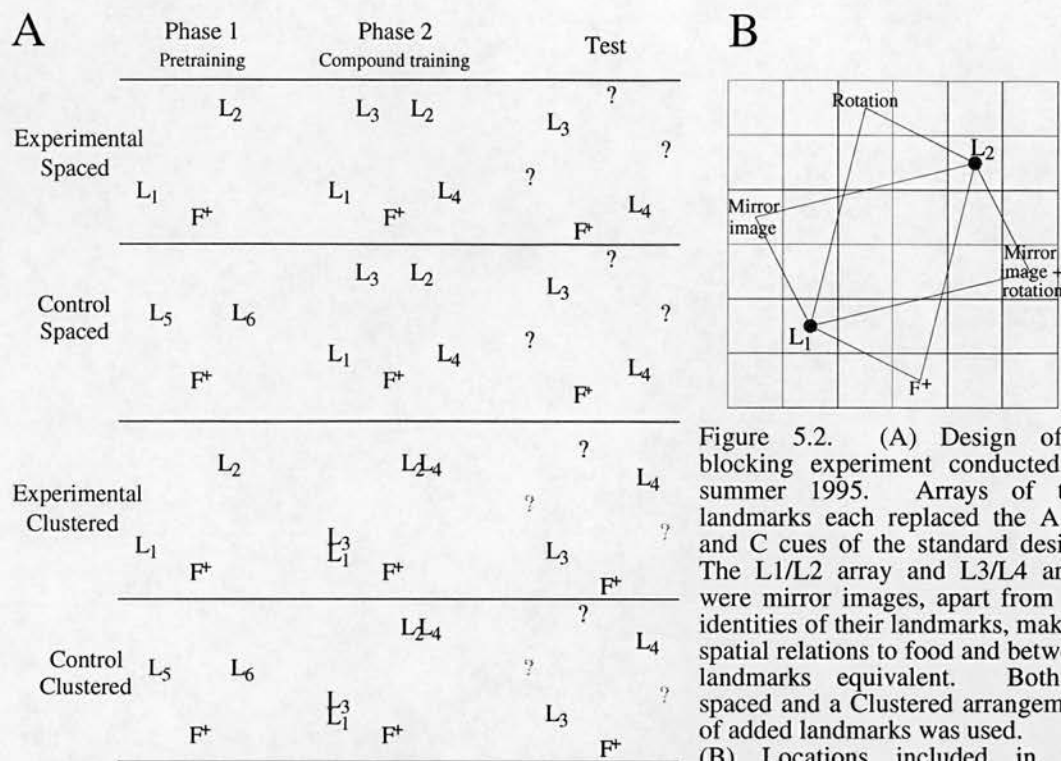 A
B
Phase 1
Pretraining
Phase 2
Compound training
Test
Experimental
Spaced
L2
L1
F+
L3 L2
L1 L4
F+
?
L3
?
?
L4
F+
Control
Spaced
L5 L6
F+
L3 L2
L1 L4
F+
L3
?
?
L4
F+
Experimental
Clustered
L2
L1
F+
L2L4
L3
L1
F+
?
L4
?
?
L3
F+
Control
Clustered
L5 L6
F+
L2L4
L3
L1
F+
?
L4
?
?
L3
F+
Rotation
L2
Mirror
image
Mirror
image +
rotation
L1
F+
Figure 5.2. (A) Design of
blocking experiment conducted
summer 1995. Arrays of t
landmarks each replaced the A
and C cues of the standard desi
The L1/L2 array and L3/L4 arr
were mirror images, apart from
identities of their landmarks, mak
spatial relations to food and betwe
landmarks equivalent. Both
spaced and a Clustered arrangem
of added landmarks was used.
(B) Locations included in